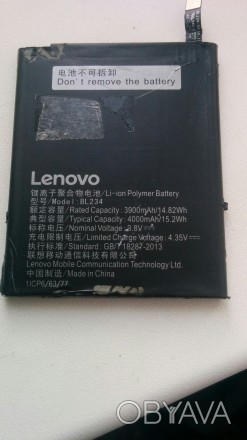 电池不可拆卸
Don't remove the battery
Lenovo
锂离子聚合物电池/Li-ion Polymer Battery
型号/Model: BL234
额定容量/Rated Capacity: 3900mAh/14.82Wh
典型容量/Typical Capacity: 4000mAh/15.2Wh
标称电压/Nominal Voltage: 3.8V
充电限制电压/Limited Charge Voltage: 4.35V
执行标准/Standard: GB/T18287-2013
联想移动通信科技有限公司
Lenovo Mobile Communication Technology Ltd.
中国制造/Made in China
1ICP6/63/77
OBYAVA